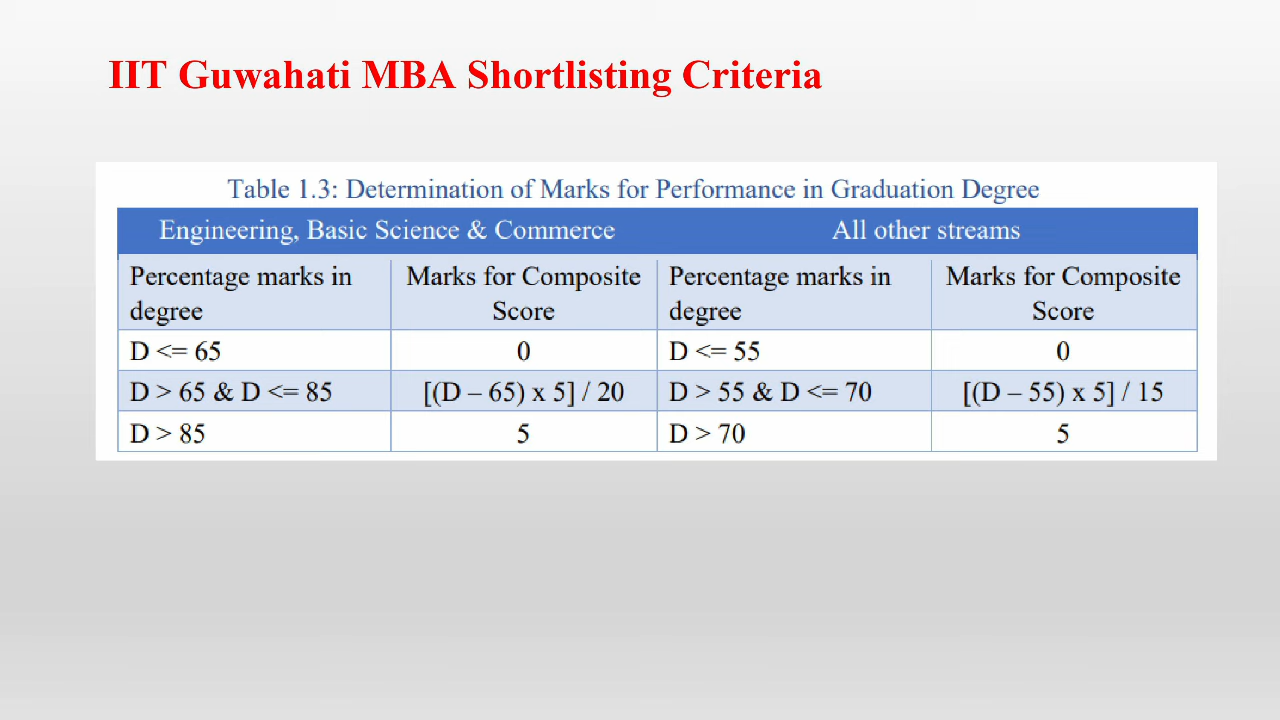 IIT Guwahati MBA Shortlisting Criteria
Table 1.3: Determination of Marks for Performance in Graduation Degree
Engineering, Basic Science & Commerce All other streams
Percentage marks in degree Marks for Composite Score Percentage marks in degree Marks for Composite Score
D <= 65 0 D <= 55 0
D > 65 & D <= 85 [(D – 65) x 5] / 20 D > 55 & D <= 70 [(D – 55) x 5] / 15
D > 85 5 D > 70 5